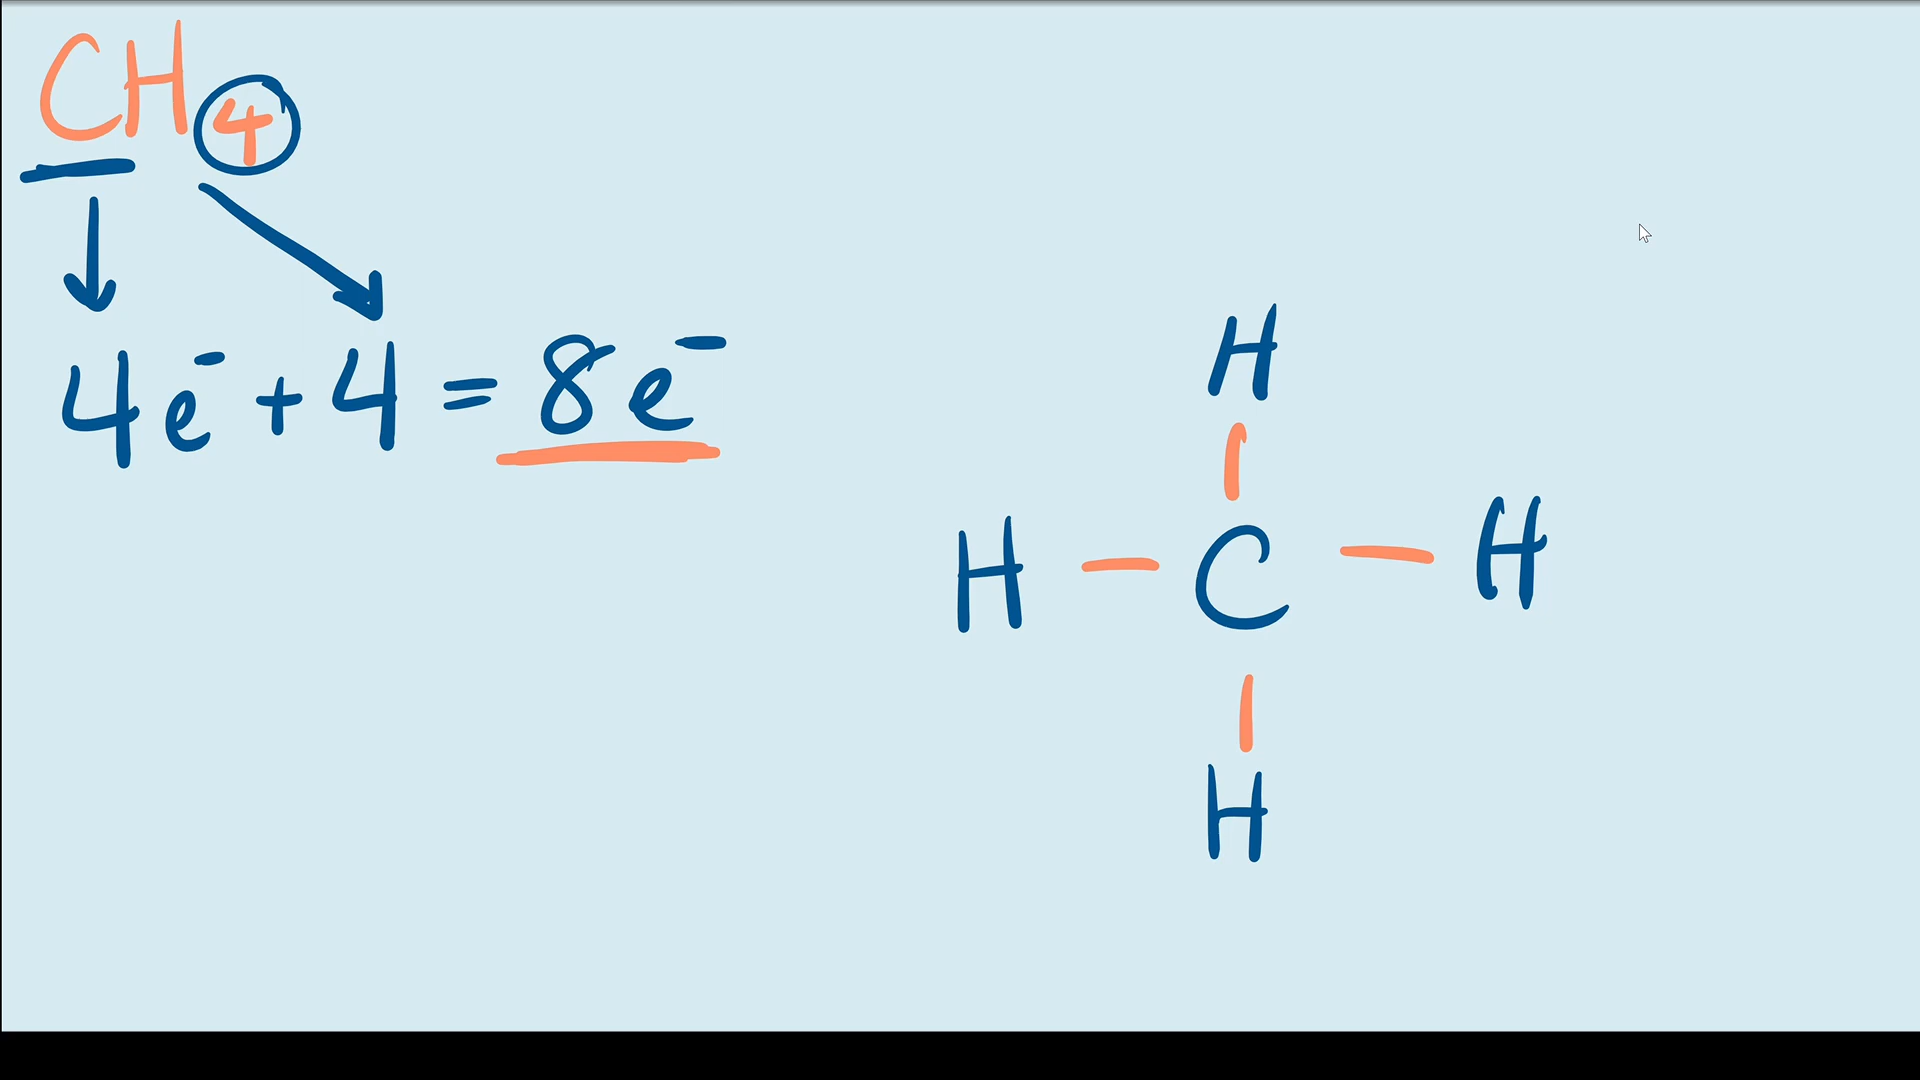 CH4
4e⁻ + 4 = 8e⁻
H
H - C - H
H